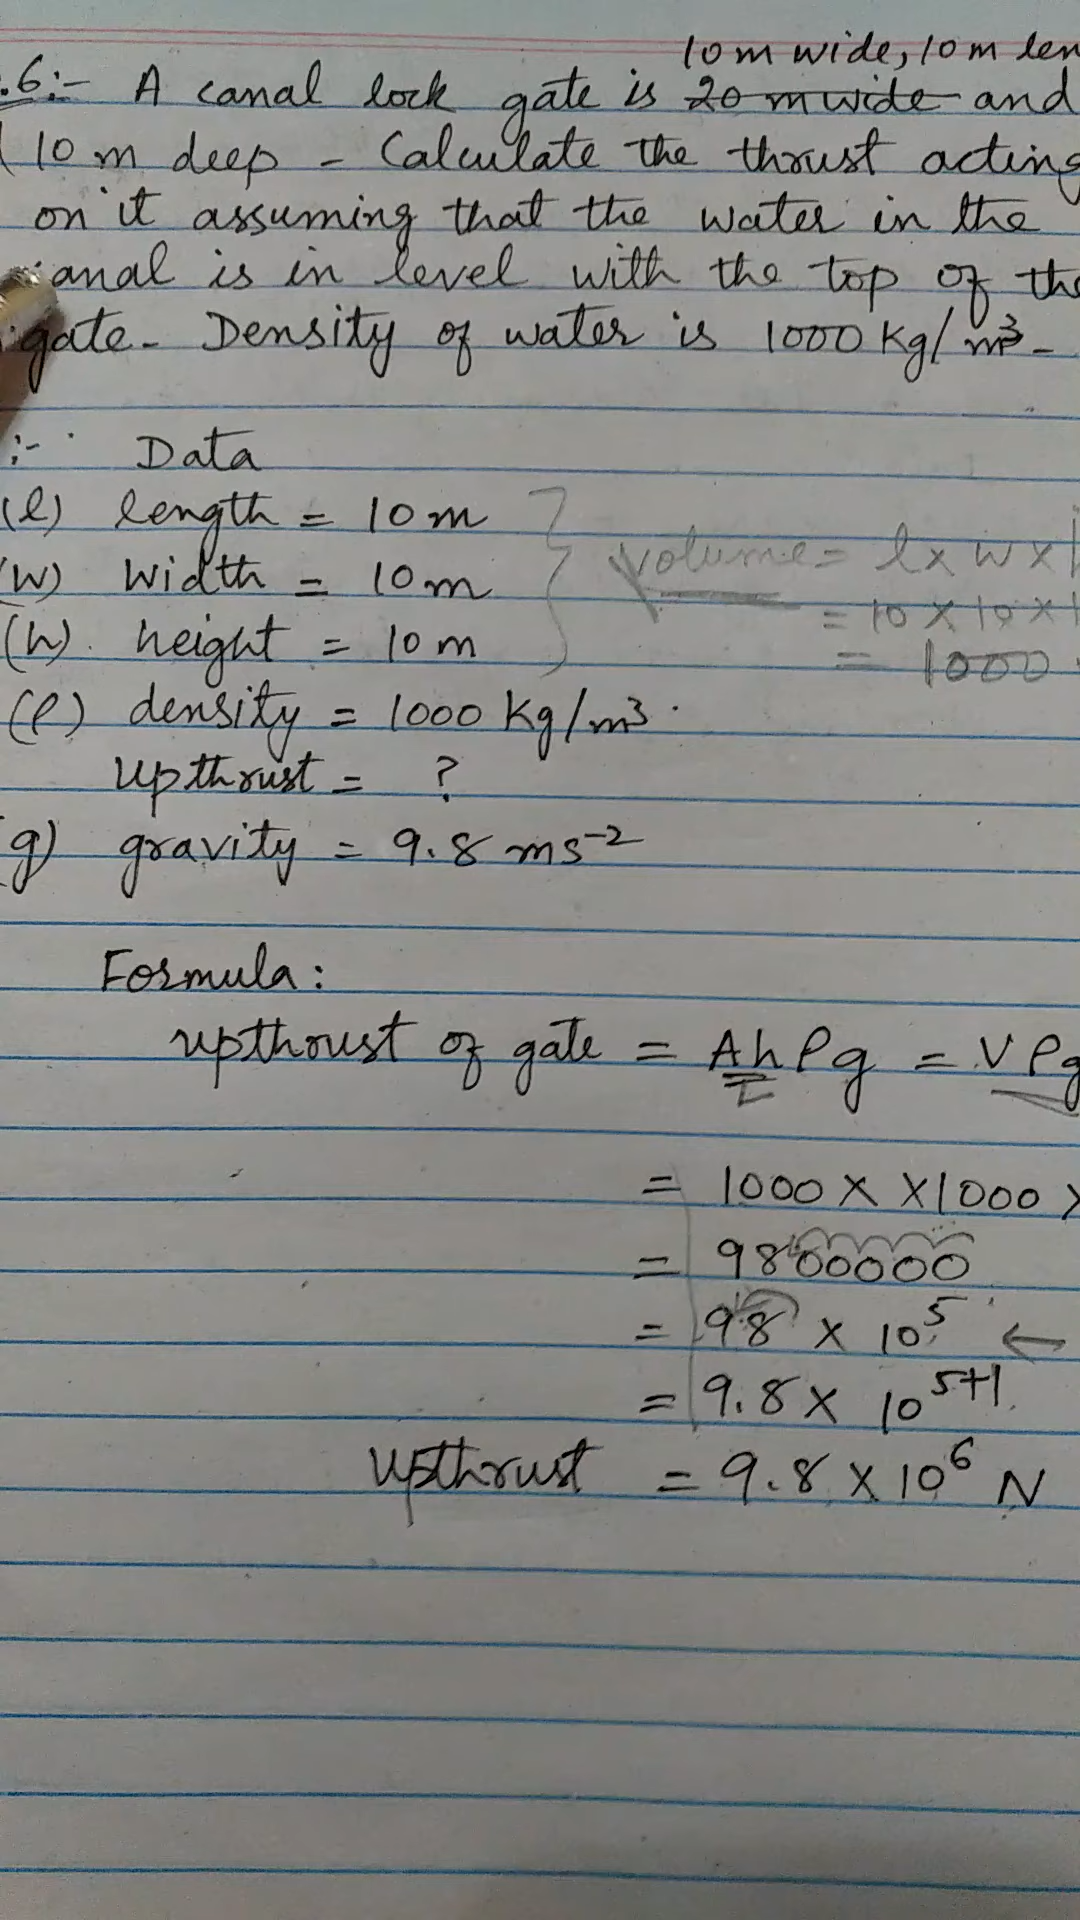 10 m wide, 10 m len
.6:- A canal lock gate is 20 m wide and
10 m deep - Calculate the thrust acting
on it assuming that the water in the
canal is in level with the top of the
gate. Density of water is 1000 kg/m³.
:- Data
(l) length = 10 m
(w) width = 10 m
volume = l x w x
(h). height = 10 m
= 10 x 10 x 1
= 1000
(ρ) density = 1000 kg/m³.
upthrust = ?
g) gravity = 9.8 ms⁻²
Formula:
upthrust of gate = Ahρg = Vρg
= 1000 x x 1000 x
= 9800000
= 98 x 10⁵ ←
= 9.8 x 10⁵⁺¹
Upthrust = 9.8 x 10⁶ N